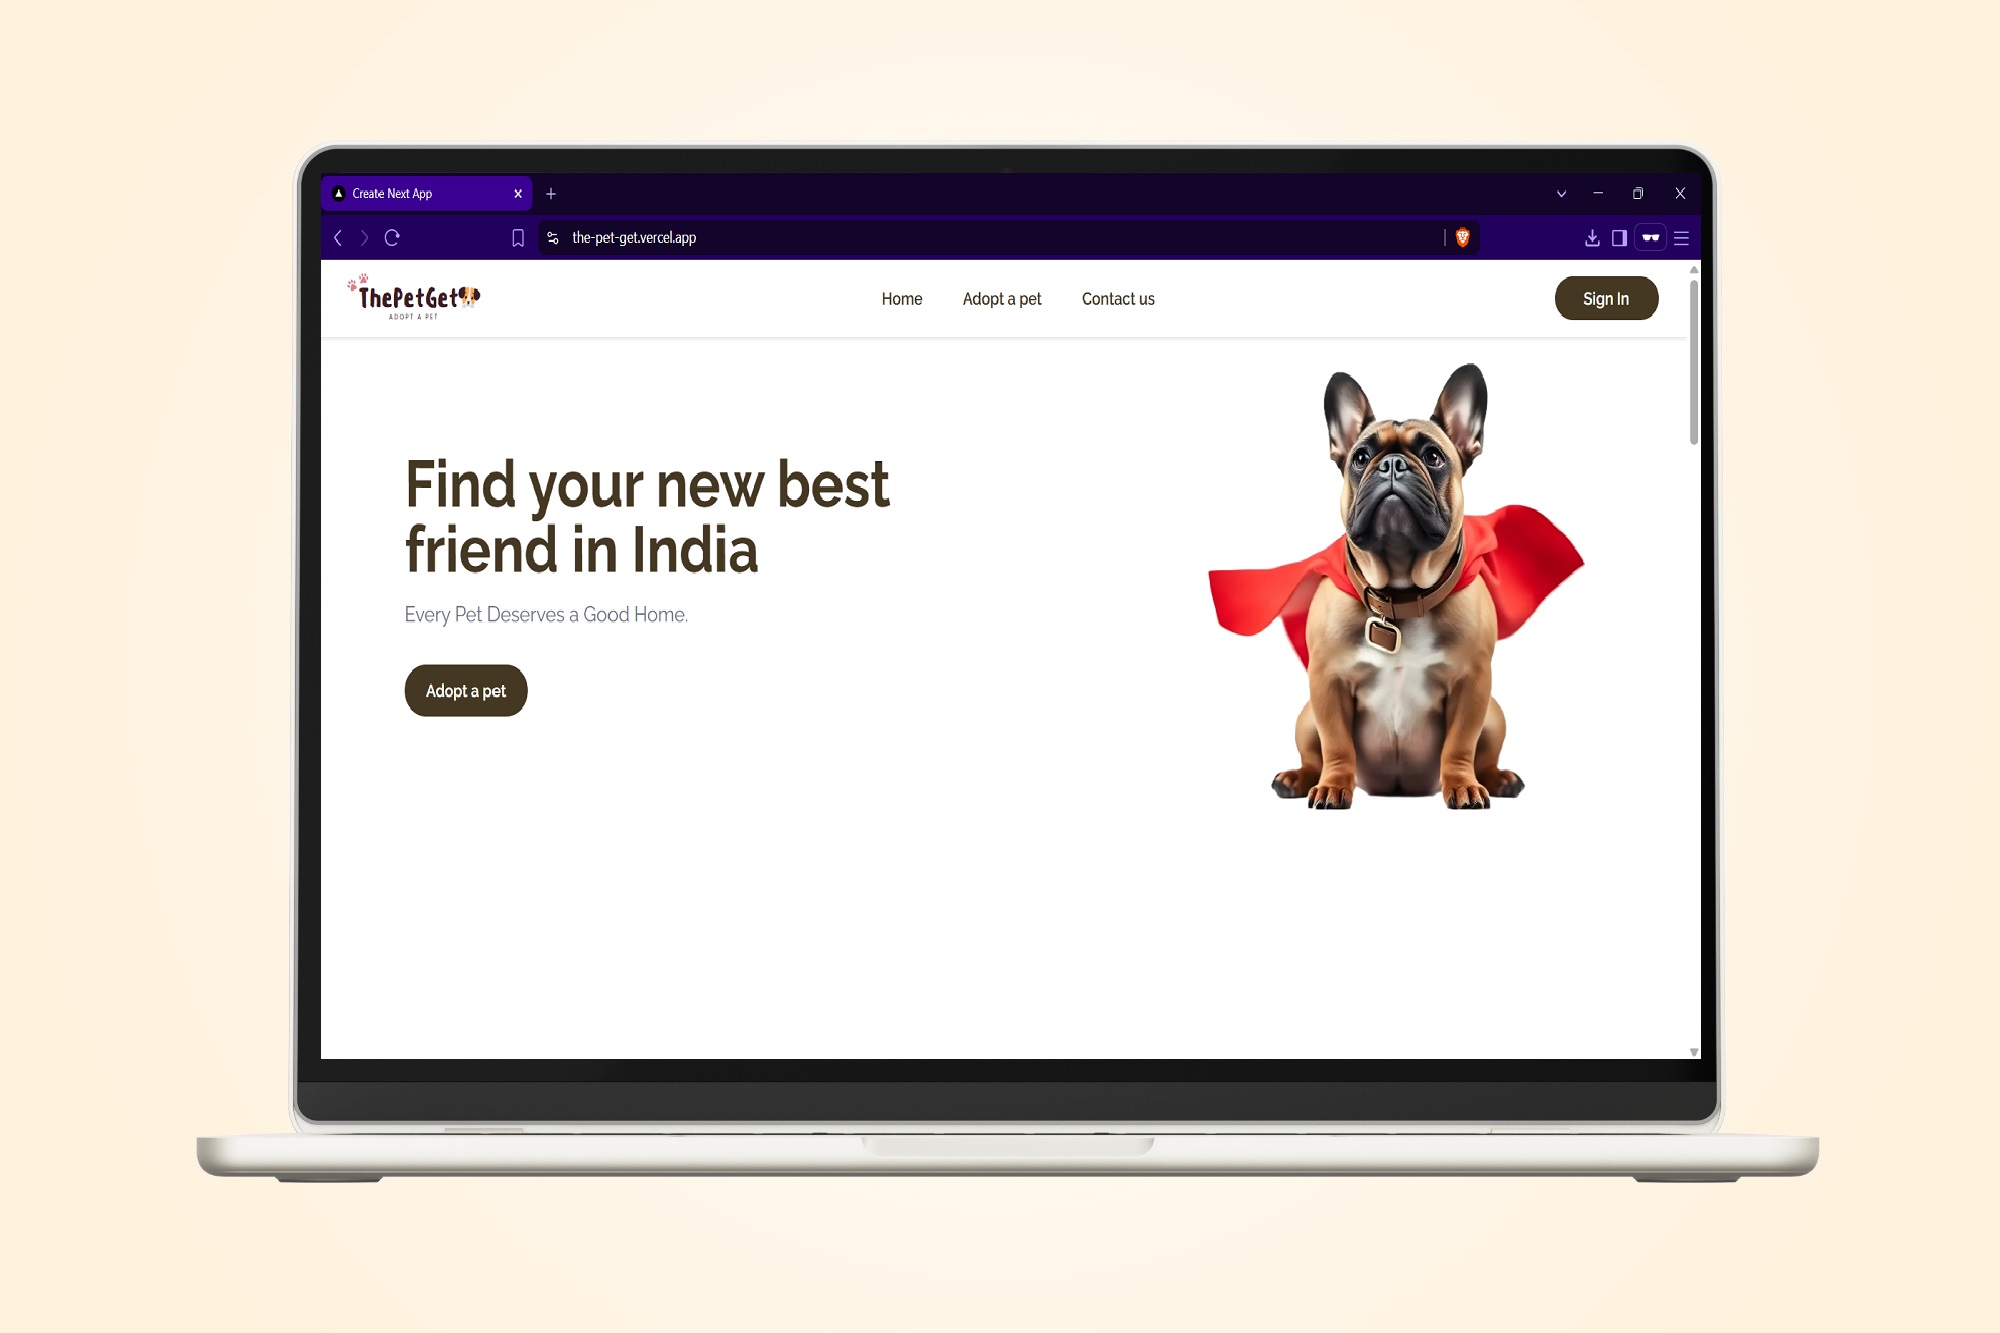 Create Next App
the-pet-get.vercel.app
ThePetGet
ADOPT A PET
Home
Adopt a pet
Contact us
Sign In
Find your new best
friend in India
Every Pet Deserves a Good Home.
Adopt a pet